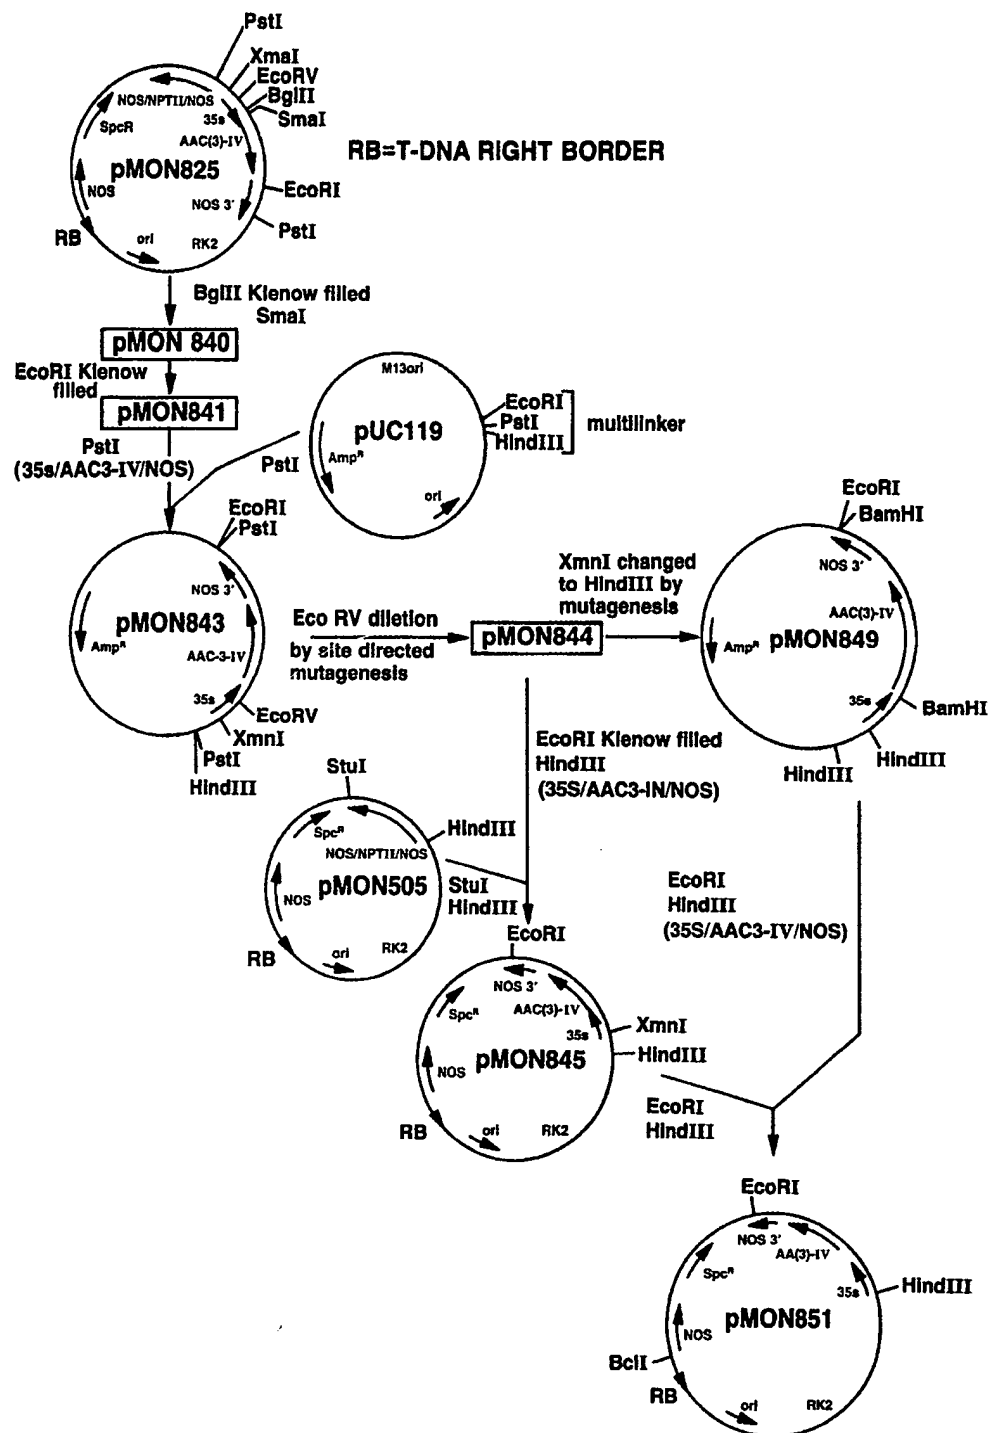 PstI
XmaI
EcoRV
BglII
SmaI
NOS/NPTII/NOS
35s
SpcR
AAC(3)-IV
pMON825
NOS
EcoRI
NOS 3'
PstI
RB
ori
RK2
RB=T-DNA RIGHT BORDER
BglII Klenow filled
SmaI
pMON 840
EcoRI Klenow
filled
pMON841
PstI
(35s/AAC3-IV/NOS)
M13ori
pUC119
EcoRI
PstI
HindIII
multilinker
AmpR
ori
PstI
EcoRI
PstI
NOS 3'
pMON843
AmpR
AAC-3-IV
35s
EcoRV
XmnI
PstI
HindIII
Eco RV diletion
by site directed
mutagenesis
pMON844
XmnI changed
to HindIII by
mutagenesis
EcoRI
BamHI
NOS 3'
AAC(3)-IV
AmpR
pMON849
35s
BamHI
HindIII
HindIII
EcoRI Klenow filled
HindIII
(35S/AAC3-IN/NOS)
StuI
SpcR
HindIII
NOS/NPTII/NOS
pMON505
NOS
StuI
HindIII
RB
ori
RK2
EcoRI
HindIII
(35S/AAC3-IV/NOS)
EcoRI
NOS 3'
AAC(3)-IV
SpcR
35s
XmnI
HindIII
pMON845
NOS
RB
ori
RK2
EcoRI
HindIII
EcoRI
NOS 3'
AA(3)-IV
SpcR
35s
HindIII
pMON851
NOS
BclI
RB
ori
RK2